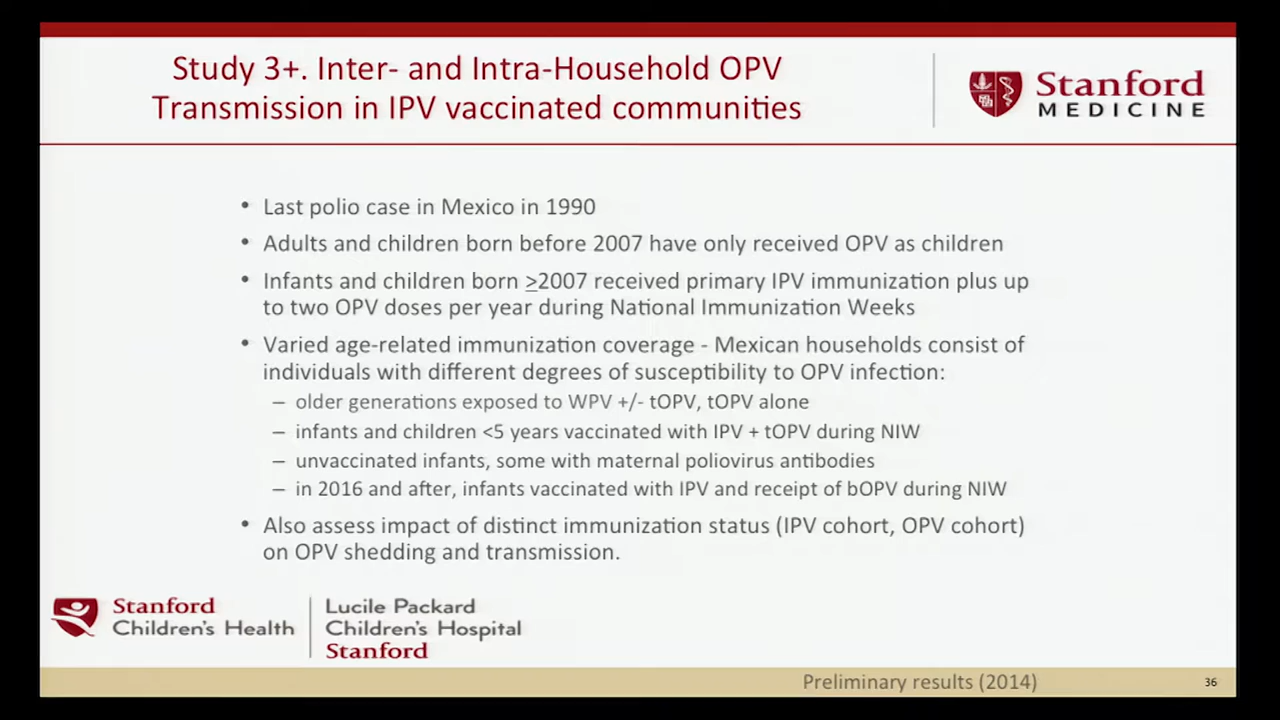 Study 3+. Inter- and Intra-Household OPV
Transmission in IPV vaccinated communities
Stanford
MEDICINE
• Last polio case in Mexico in 1990
• Adults and children born before 2007 have only received OPV as children
• Infants and children born ≥2007 received primary IPV immunization plus up
to two OPV doses per year during National Immunization Weeks
• Varied age-related immunization coverage - Mexican households consist of
individuals with different degrees of susceptibility to OPV infection:
– older generations exposed to WPV +/- tOPV, tOPV alone
– infants and children <5 years vaccinated with IPV + tOPV during NIW
– unvaccinated infants, some with maternal poliovirus antibodies
– in 2016 and after, infants vaccinated with IPV and receipt of bOPV during NIW
• Also assess impact of distinct immunization status (IPV cohort, OPV cohort)
on OPV shedding and transmission.
Stanford
Children's Health
Lucile Packard
Children's Hospital
Stanford
Preliminary results (2014)
36